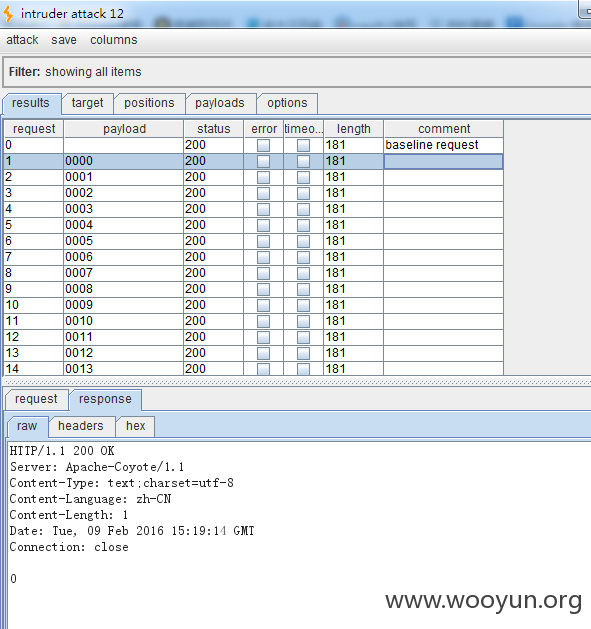 intruder attack 12
attack save columns
Filter: showing all items
results target positions payloads options
request payload status error timeo... length comment
0 200 181 baseline request
1 0000 200 181
2 0001 200 181
3 0002 200 181
4 0003 200 181
5 0004 200 181
6 0005 200 181
7 0006 200 181
8 0007 200 181
9 0008 200 181
10 0009 200 181
11 0010 200 181
12 0011 200 181
13 0012 200 181
14 0013 200 181
request response
raw headers hex
HTTP/1.1 200 OK
Server: Apache-Coyote/1.1
Content-Type: text;charset=utf-8
Content-Language: zh-CN
Content-Length: 1
Date: Tue, 09 Feb 2016 15:19:14 GMT
Connection: close
0
www.wooyun.org